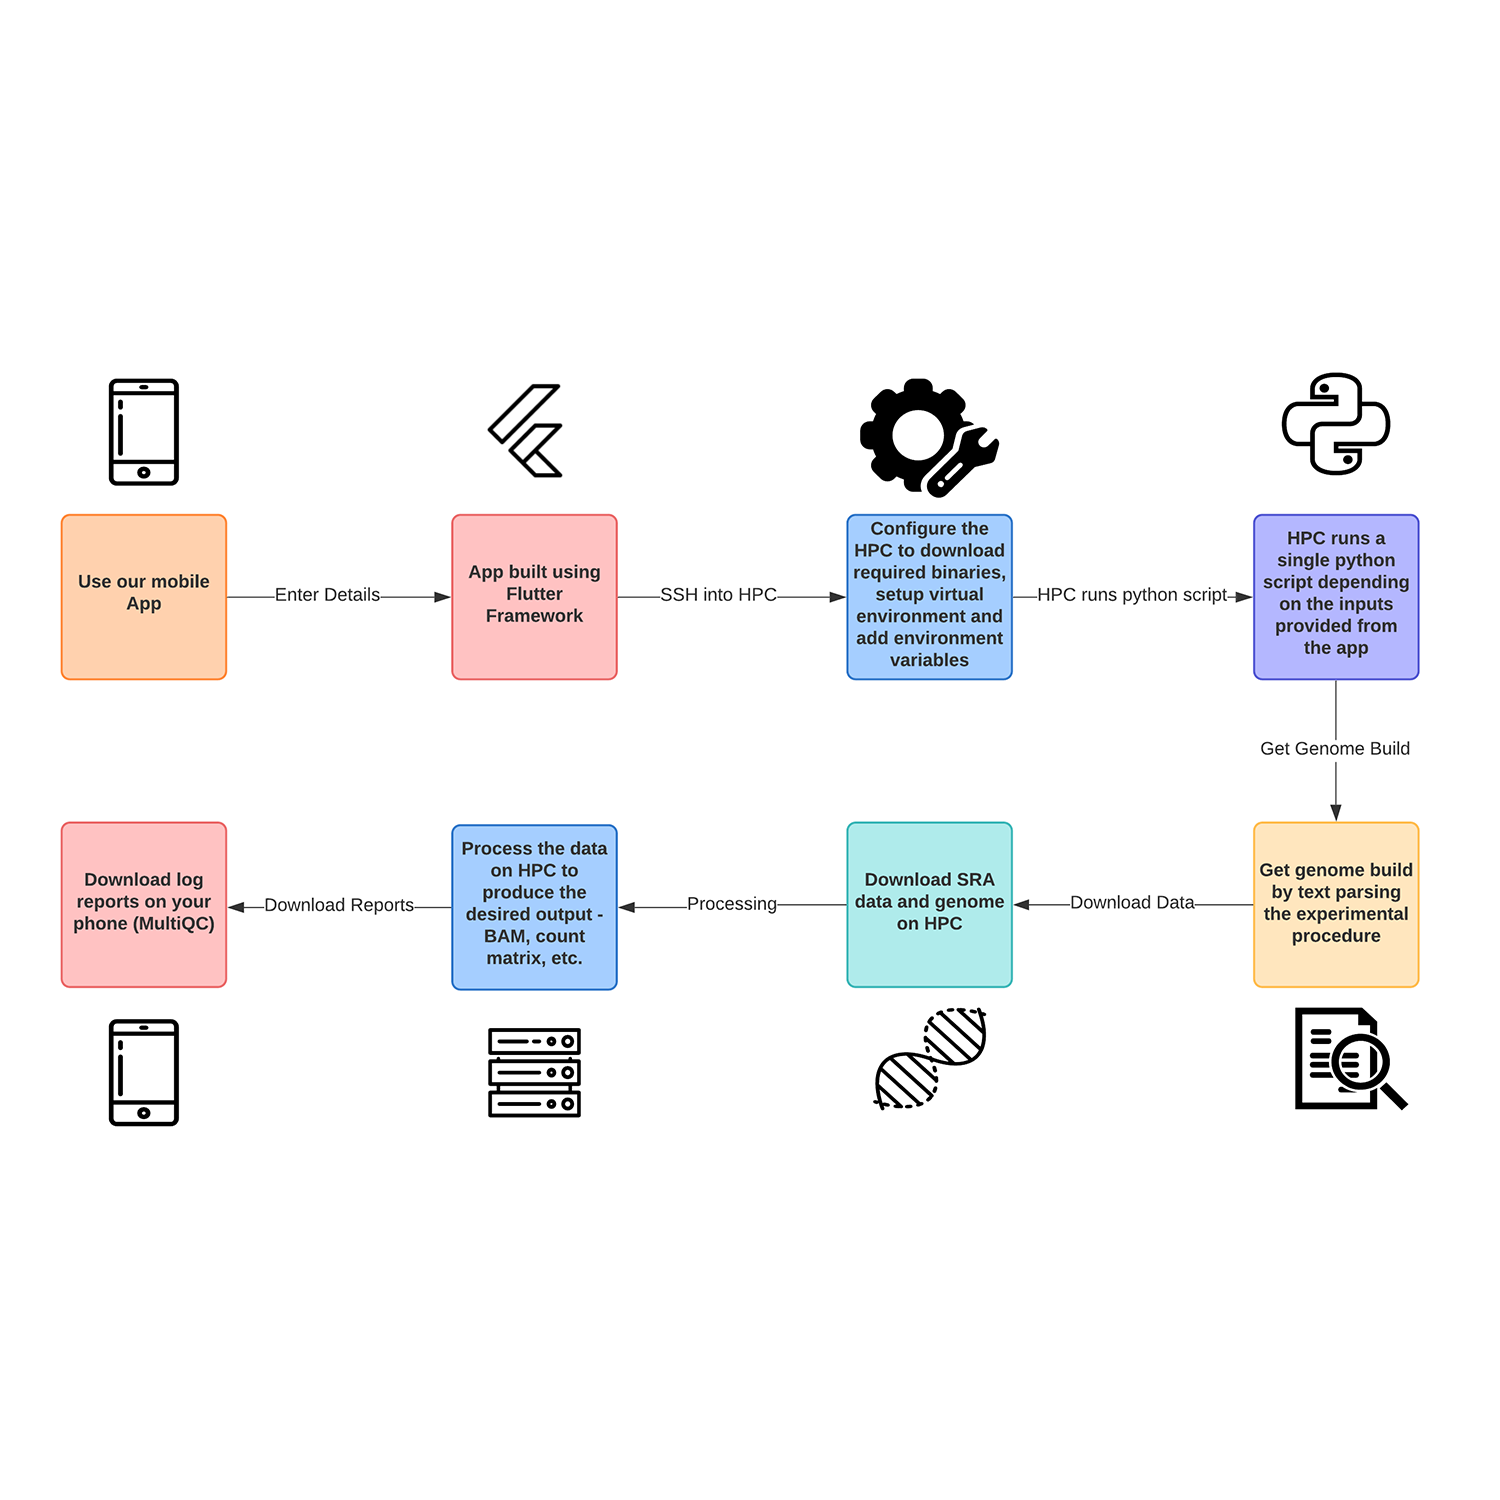 Use our mobile
App
Enter Details
App built using
Flutter
Framework
SSH into HPC
Configure the
HPC to download
required binaries,
setup virtual
environment and
add environment
variables
HPC runs python script
HPC runs a
single python
script depending
on the inputs
provided from
the app
Get Genome Build
Get genome build
by text parsing
the experimental
procedure
Download Data
Download SRA
data and genome
on HPC
Processing
Process the data
on HPC to
produce the
desired output -
BAM, count
matrix, etc.
Download Reports
Download log
reports on your
phone (MultiQC)